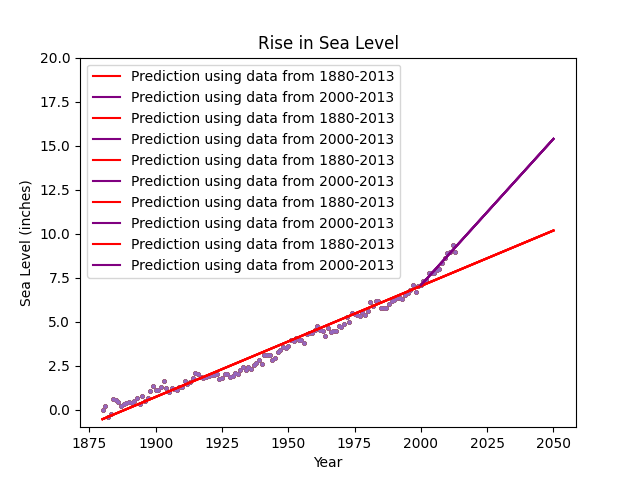 Rise in Sea Level
20.0
17.5
15.0
12.5
10.0
7.5
5.0
2.5
0.0
Sea Level (inches)
Prediction using data from 1880-2013
Prediction using data from 2000-2013
Prediction using data from 1880-2013
Prediction using data from 2000-2013
Prediction using data from 1880-2013
Prediction using data from 2000-2013
Prediction using data from 1880-2013
Prediction using data from 2000-2013
Prediction using data from 1880-2013
Prediction using data from 2000-2013
1875 1900 1925 1950 1975 2000 2025 2050
Year